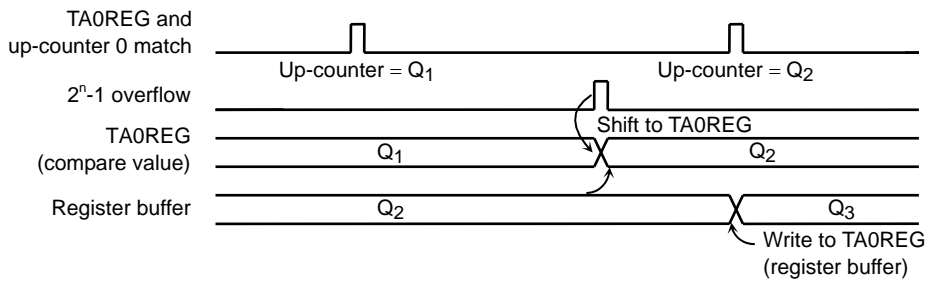 TA0REG and
up-counter 0 match
Up-counter = Q1
Up-counter = Q2
2ⁿ-1 overflow
Shift to TA0REG
TA0REG
(compare value)
Q1
Q2
Register buffer
Q2
Q3
Write to TA0REG
(register buffer)